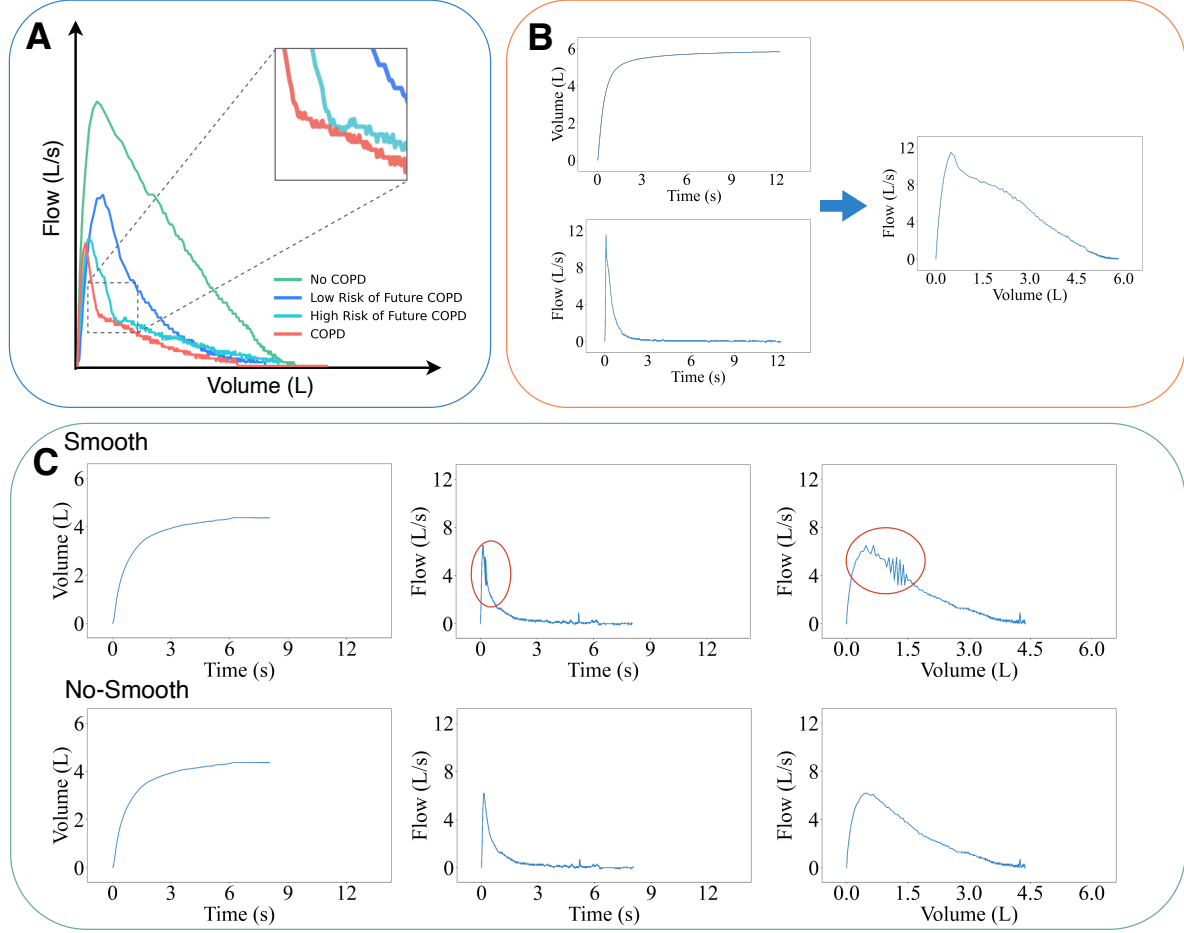 A
Flow (L/s)
Volume (L)
No COPD
Low Risk of Future COPD
High Risk of Future COPD
COPD
B
Volume (L)
6
4
2
0
0 3 6 9 12
Time (s)
Flow (L/s)
12
8
4
0
0 3 6 9 12
Time (s)
Flow (L/s)
12
8
4
0
0.0 1.5 3.0 4.5 6.0
Volume (L)
C
Smooth
Volume (L)
6
4
2
0
0 3 6 9 12
Time (s)
Flow (L/s)
12
8
4
0
0 3 6 9 12
Time (s)
Flow (L/s)
12
8
4
0
0.0 1.5 3.0 4.5 6.0
Volume (L)
No-Smooth
Volume (L)
6
4
2
0
0 3 6 9 12
Time (s)
Flow (L/s)
12
8
4
0
0 3 6 9 12
Time (s)
Flow (L/s)
12
8
4
0
0.0 1.5 3.0 4.5 6.0
Volume (L)